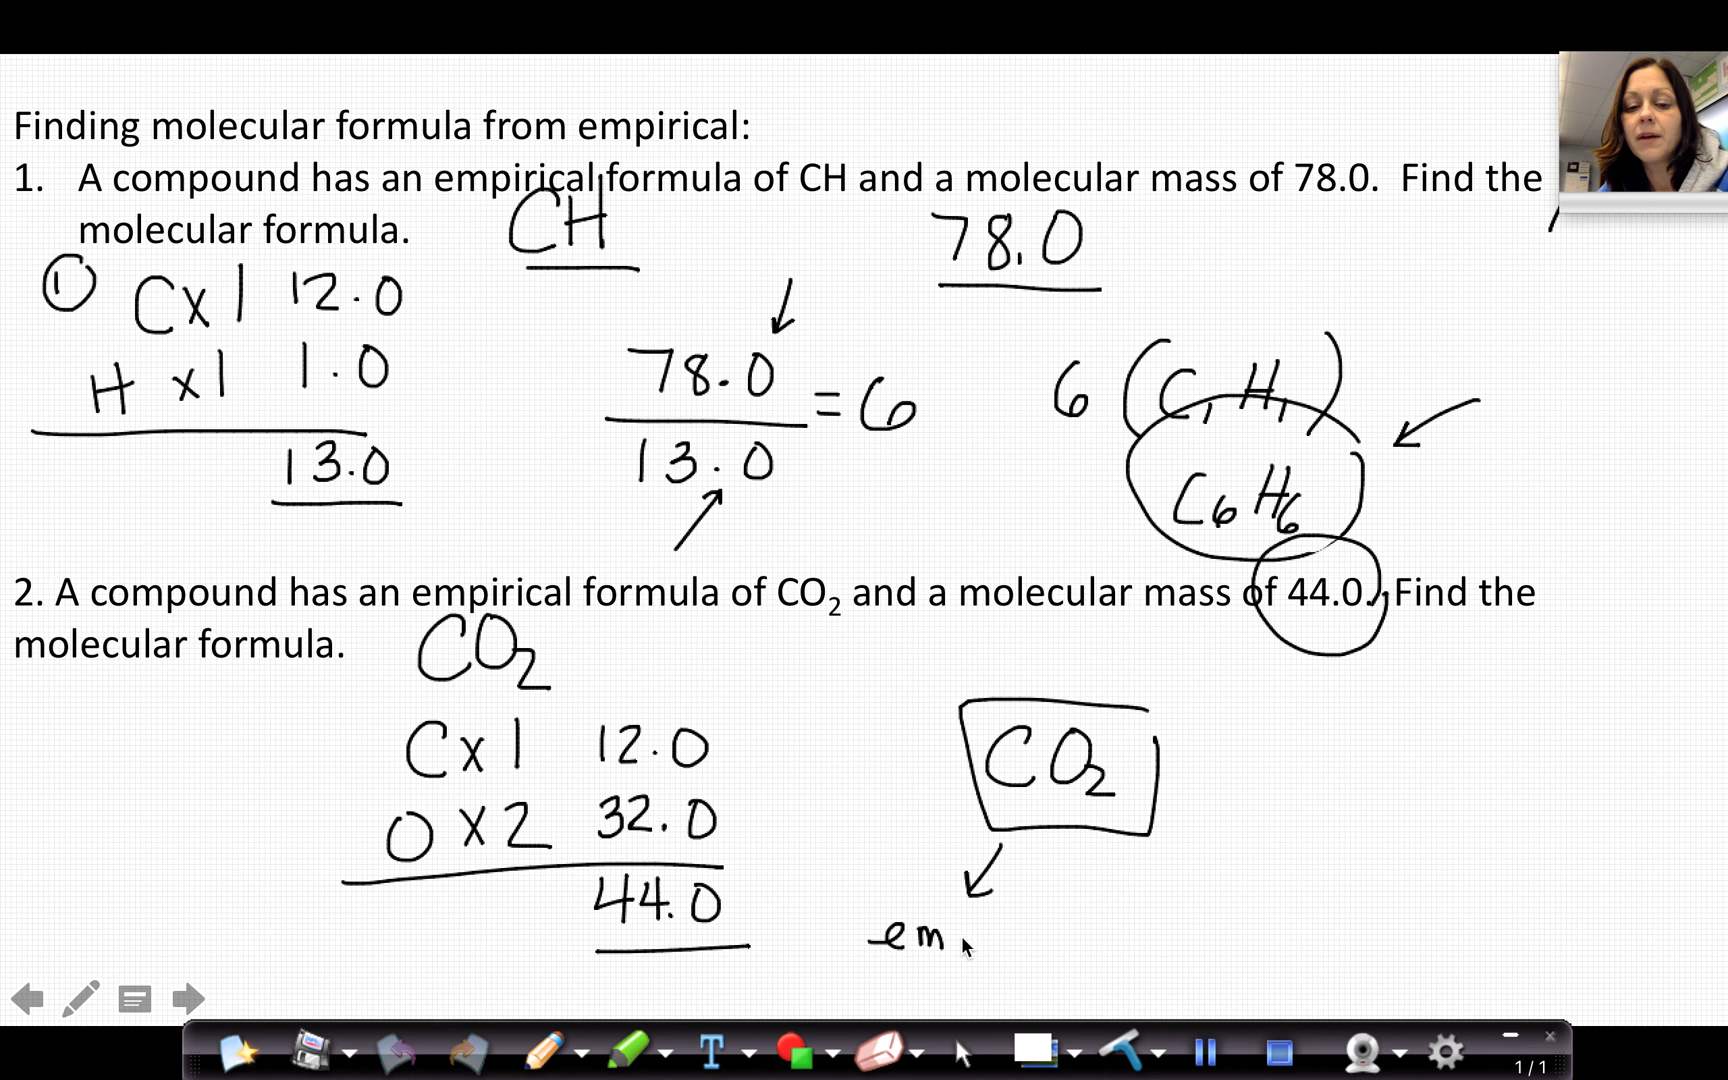 Finding molecular formula from empirical:
1. A compound has an empirical formula of CH and a molecular mass of 78.0. Find the
molecular formula.
CH
78.0
① C x 1 12.0
H x 1 1.0
13.0
78.0
13.0
= 6
6 (C₁H₁)
C₆H₆
2. A compound has an empirical formula of CO₂ and a molecular mass of 44.0. Find the
molecular formula.
CO₂
C x 1 12.0
O x 2 32.0
44.0
CO₂
em
T
1/1